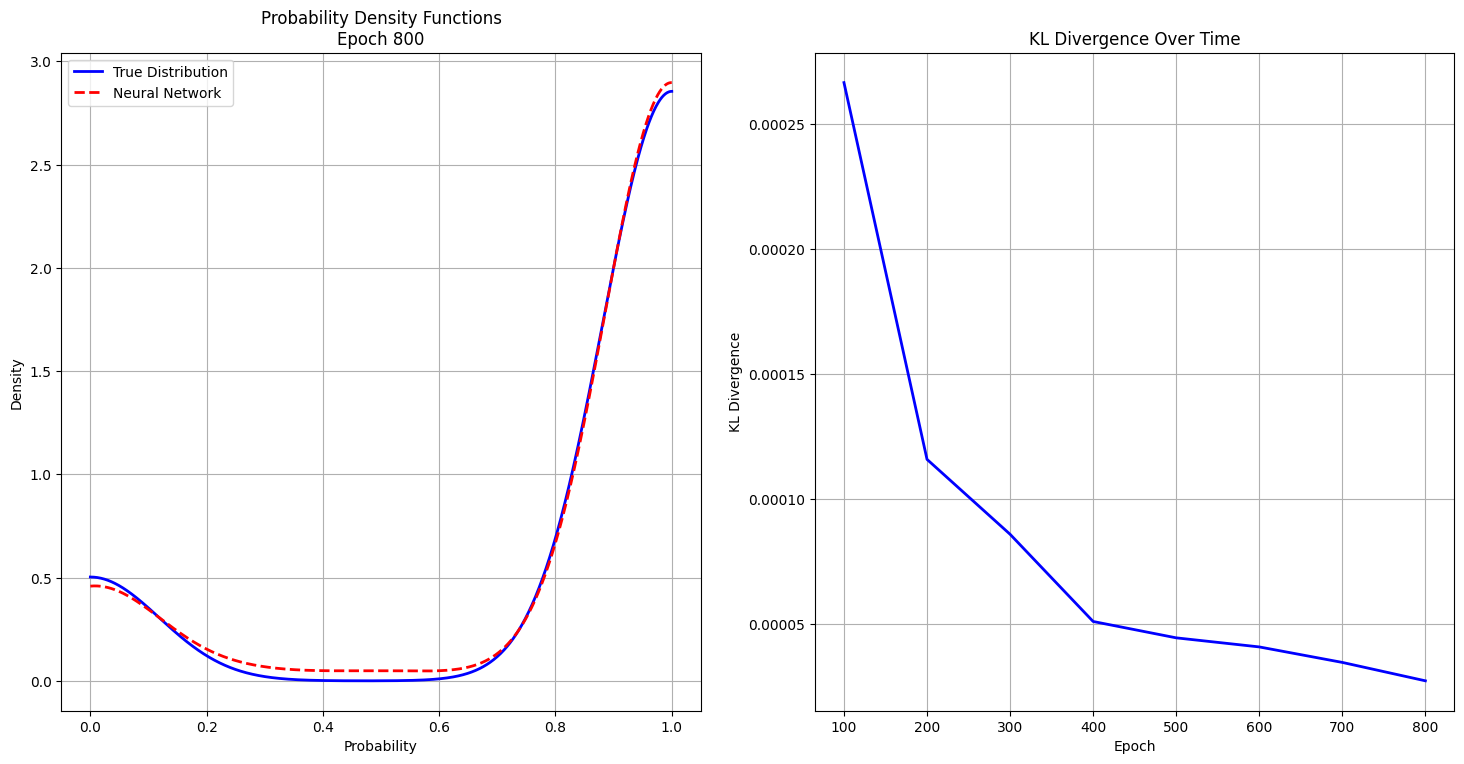 Probability Density Functions
Epoch 800
True Distribution
Neural Network
3.0
2.5
2.0
1.5
1.0
0.5
0.0
Density
0.0 0.2 0.4 0.6 0.8 1.0
Probability
KL Divergence Over Time
0.00025
0.00020
0.00015
0.00010
0.00005
KL Divergence
100 200 300 400 500 600 700 800
Epoch